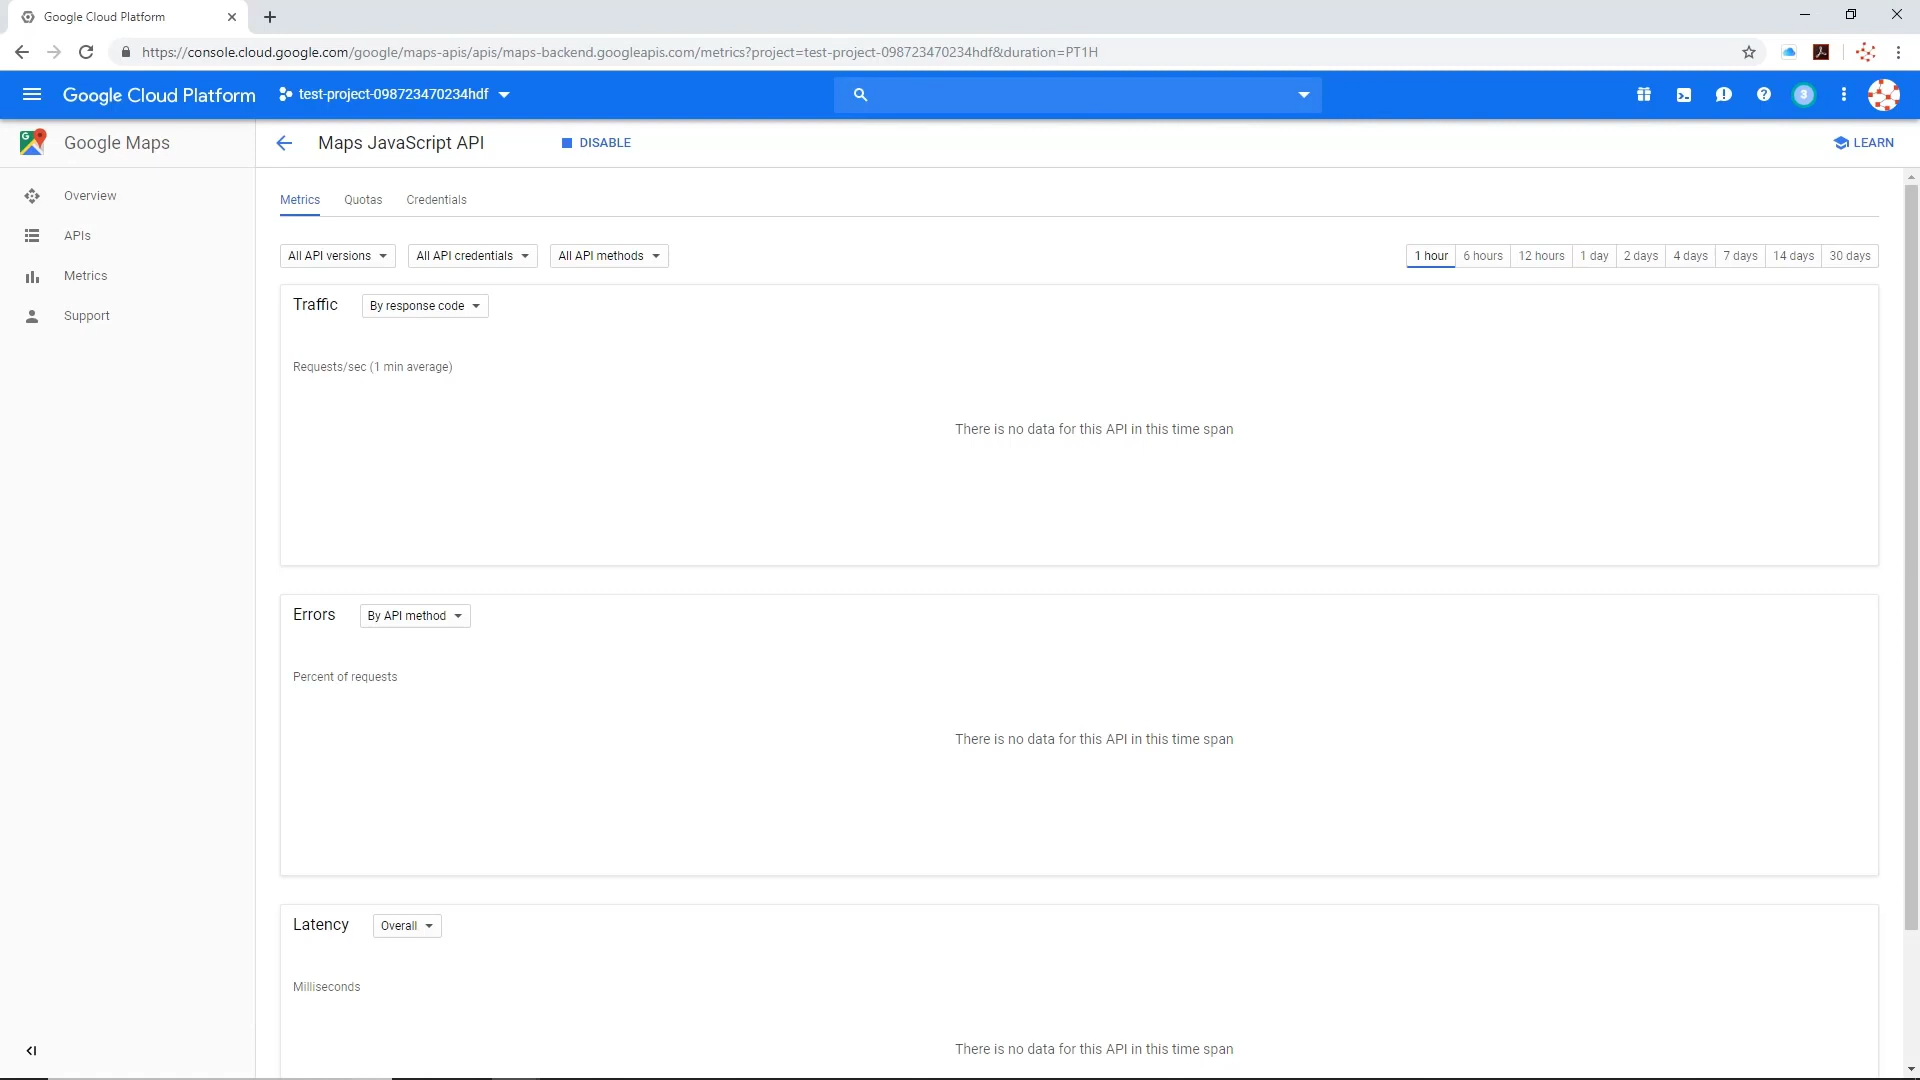 Google Cloud Platform
https://console.cloud.google.com/google/maps-apis/apis/maps-backend.googleapis.com/metrics?project=test-project-098723470234hdf&duration=PT1H
Google Cloud Platform test-project-098723470234hdf 3
Google Maps Maps JavaScript API DISABLE LEARN
Overview
APIs
Metrics
Support
Metrics Quotas Credentials
All API versions All API credentials All API methods 1 hour 6 hours 12 hours 1 day 2 days 4 days 7 days 14 days 30 days
Traffic By response code
Requests/sec (1 min average)
There is no data for this API in this time span
Errors By API method
Percent of requests
There is no data for this API in this time span
Latency Overall
Milliseconds
There is no data for this API in this time span